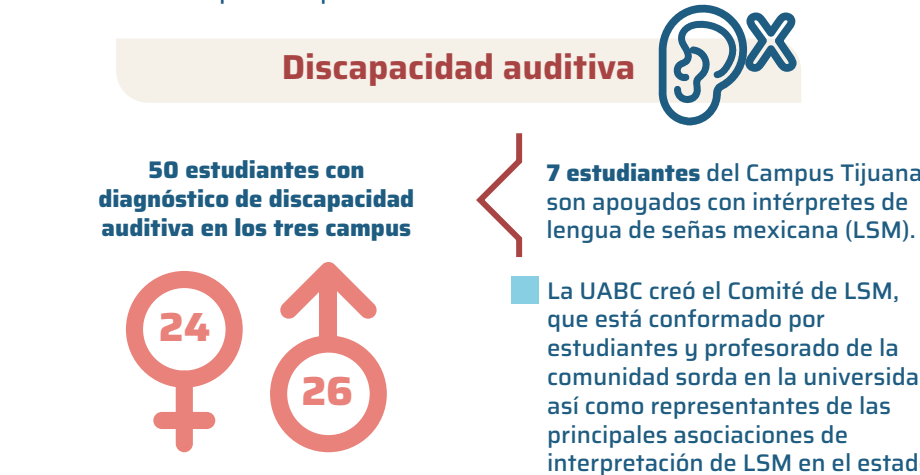 Discapacidad auditiva
50 estudiantes con
diagnóstico de discapacidad
auditiva en los tres campus
24
26
7 estudiantes del Campus Tijuana
son apoyados con intérpretes de
lengua de señas mexicana (LSM).
La UABC creó el Comité de LSM,
que está conformado por
estudiantes y profesorado de la
comunidad sorda en la universida
así como representantes de las
principales asociaciones de
interpretación de LSM en el estad